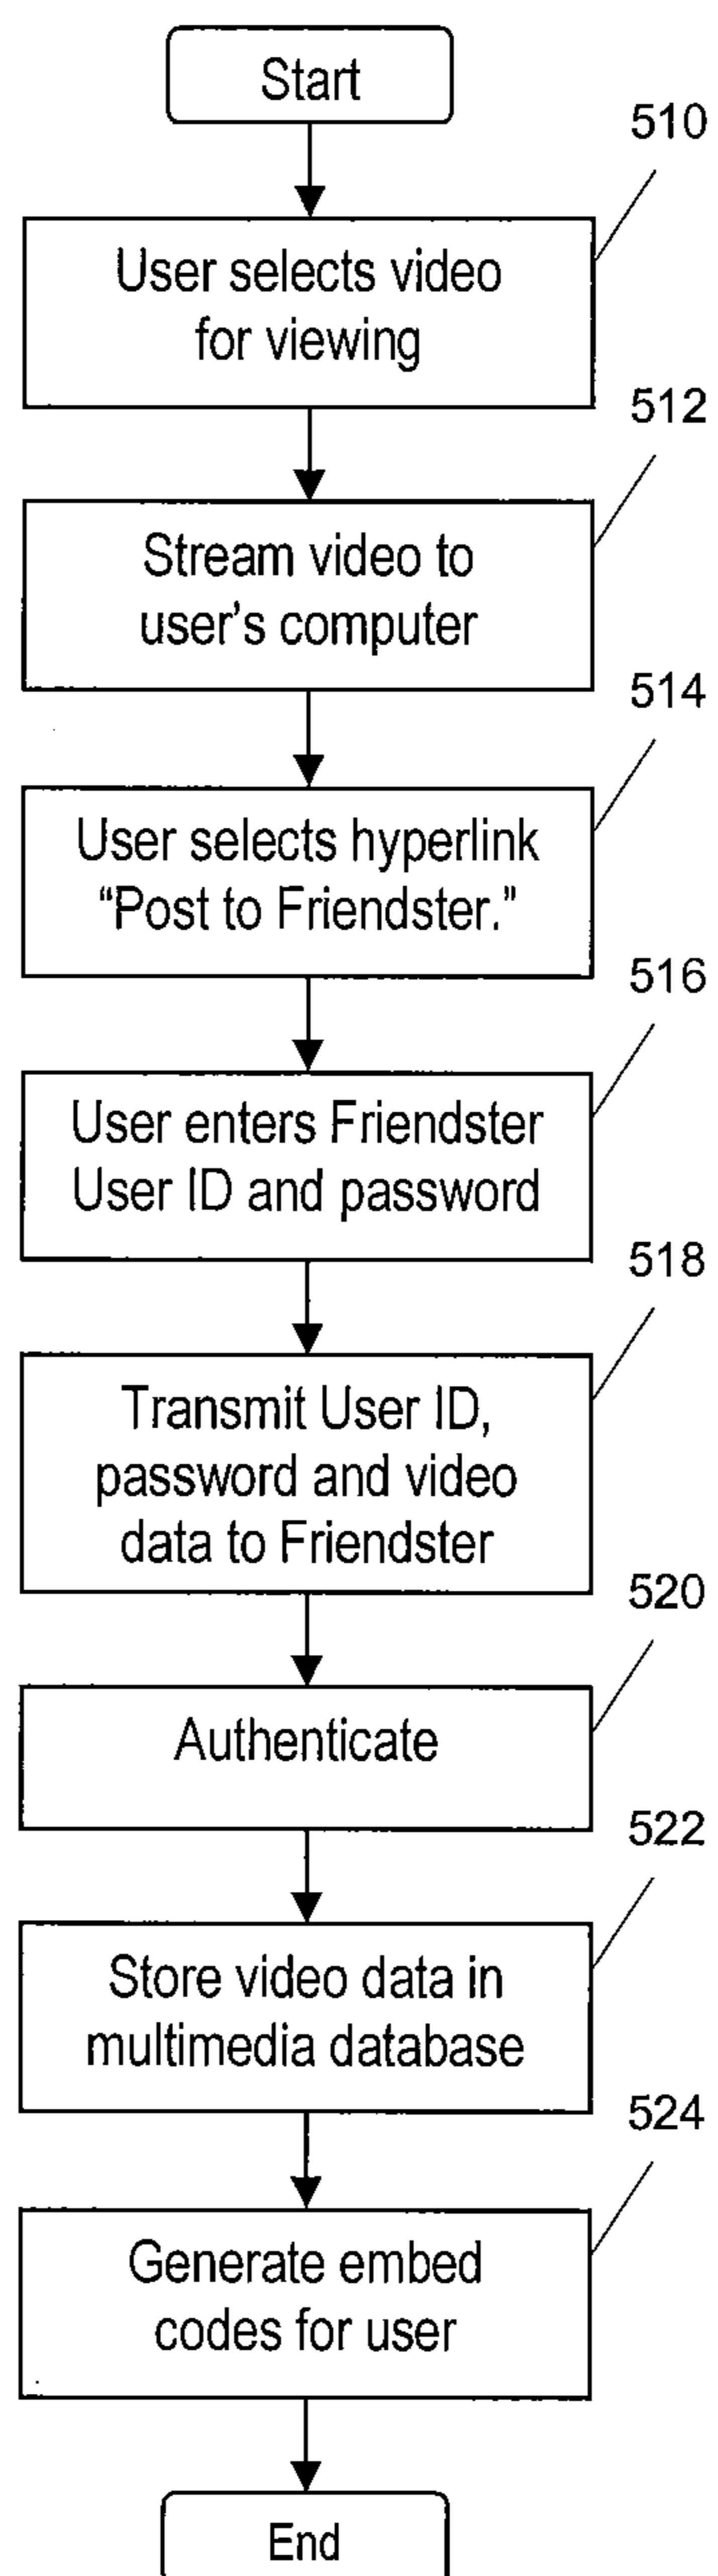 Start
510
User selects video
for viewing
512
Stream video to
user's computer
514
User selects hyperlink
“Post to Friendster.”
516
User enters Friendster
User ID and password
518
Transmit User ID,
password and video
data to Friendster
520
Authenticate
522
Store video data in
multimedia database
524
Generate embed
codes for user
End